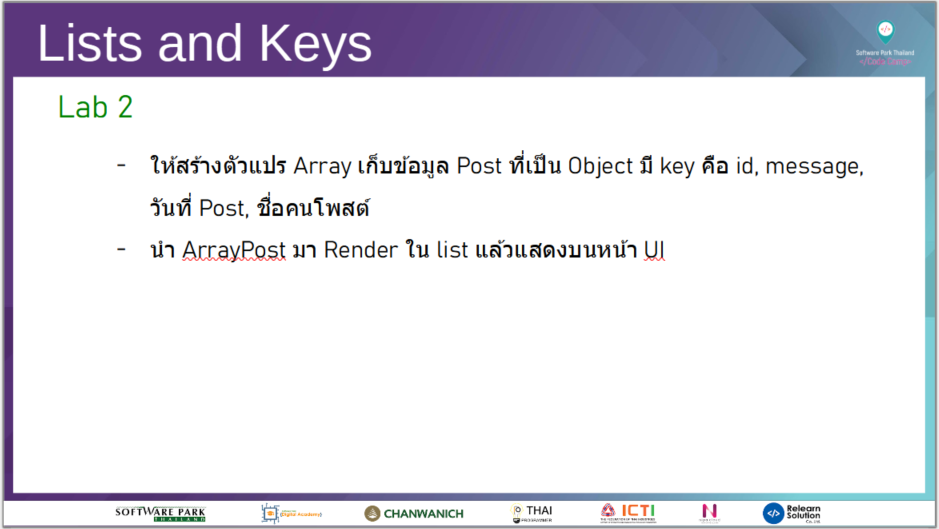 Lists and Keys
Software Park Thailand
Lab 2
- ให้สร้างตัวแปร Array เก็บข้อมูล Post ที่เป็น Object มี key คือ id, message,
วันที่ Post, ชื่อคนโพสต์
- นำ ArrayPost มา Render ใน list แล้วแสดงบนหน้า UI
SOFTWARE PARK
THAILAND
Digital Academy
CHANWANICH
THAI
PROGRAMMER
ICTI
Relearn
Solution
Co., Ltd